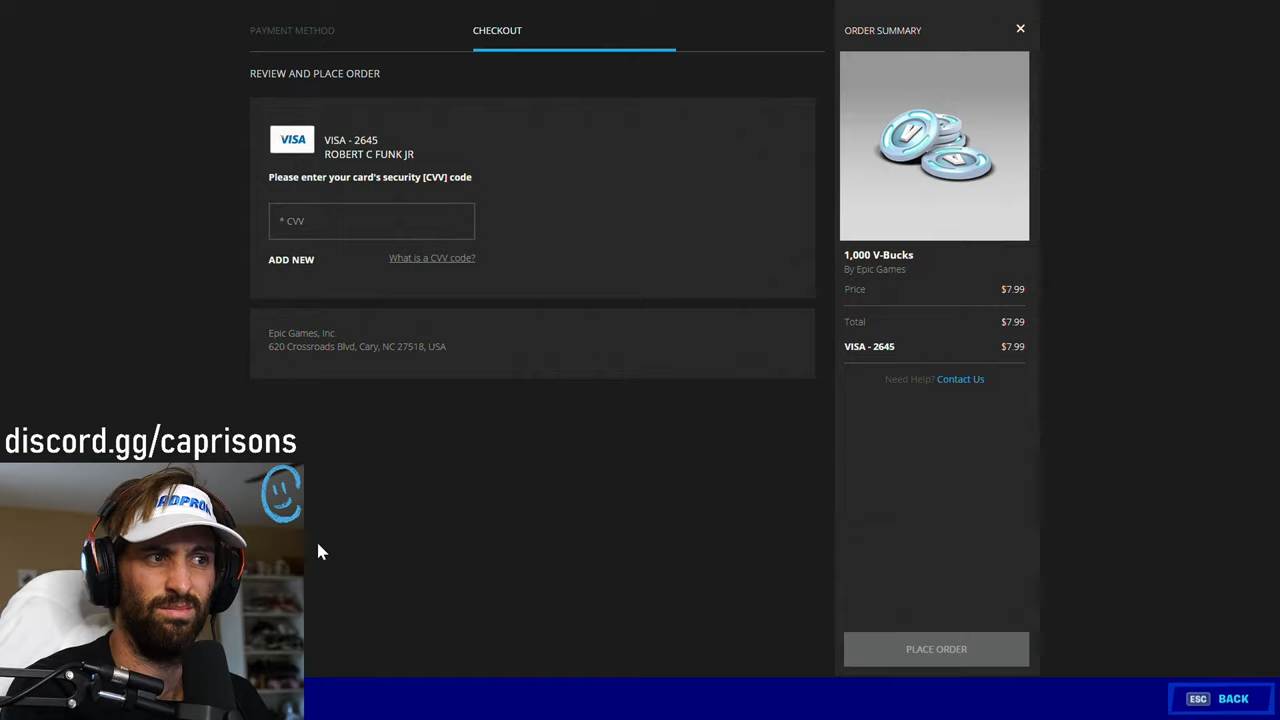 PAYMENT METHOD
CHECKOUT
REVIEW AND PLACE ORDER
VISA
VISA - 2645
ROBERT C FUNK JR
Please enter your card's security [CVV] code
* CVV
ADD NEW
What is a CVV code?
Epic Games, Inc
620 Crossroads Blvd, Cary, NC 27518, USA
ORDER SUMMARY
1,000 V-Bucks
By Epic Games
Price $7.99
Total $7.99
VISA - 2645 $7.99
Need Help? Contact Us
PLACE ORDER
discord.gg/caprisons
ESC BACK